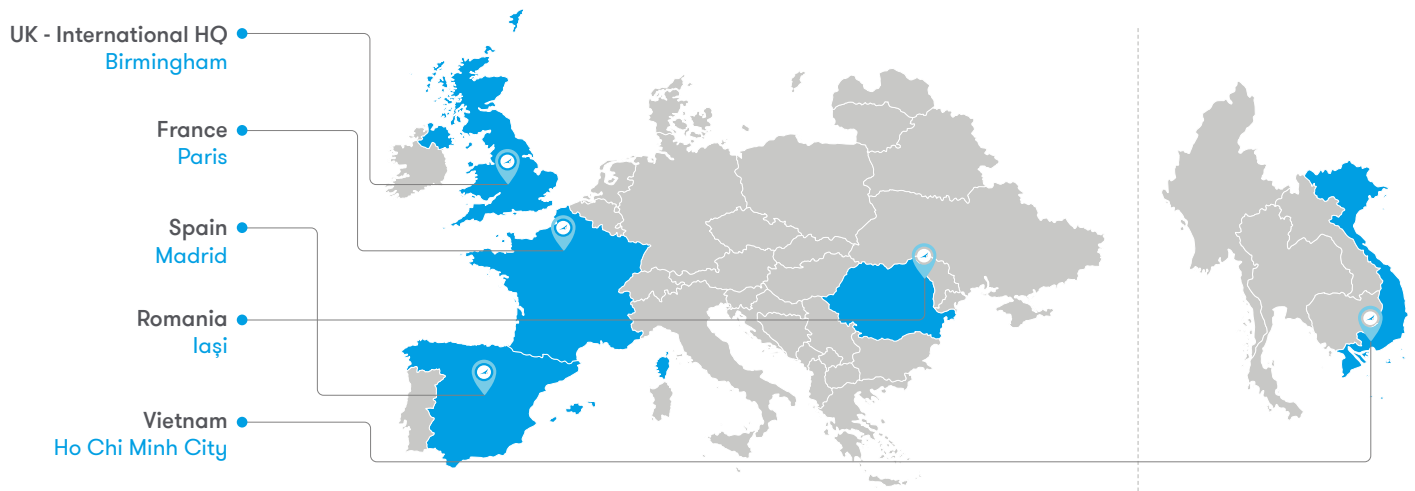 UK - International HQ
Birmingham
France
Paris
Spain
Madrid
Romania
Iași
Vietnam
Ho Chi Minh City